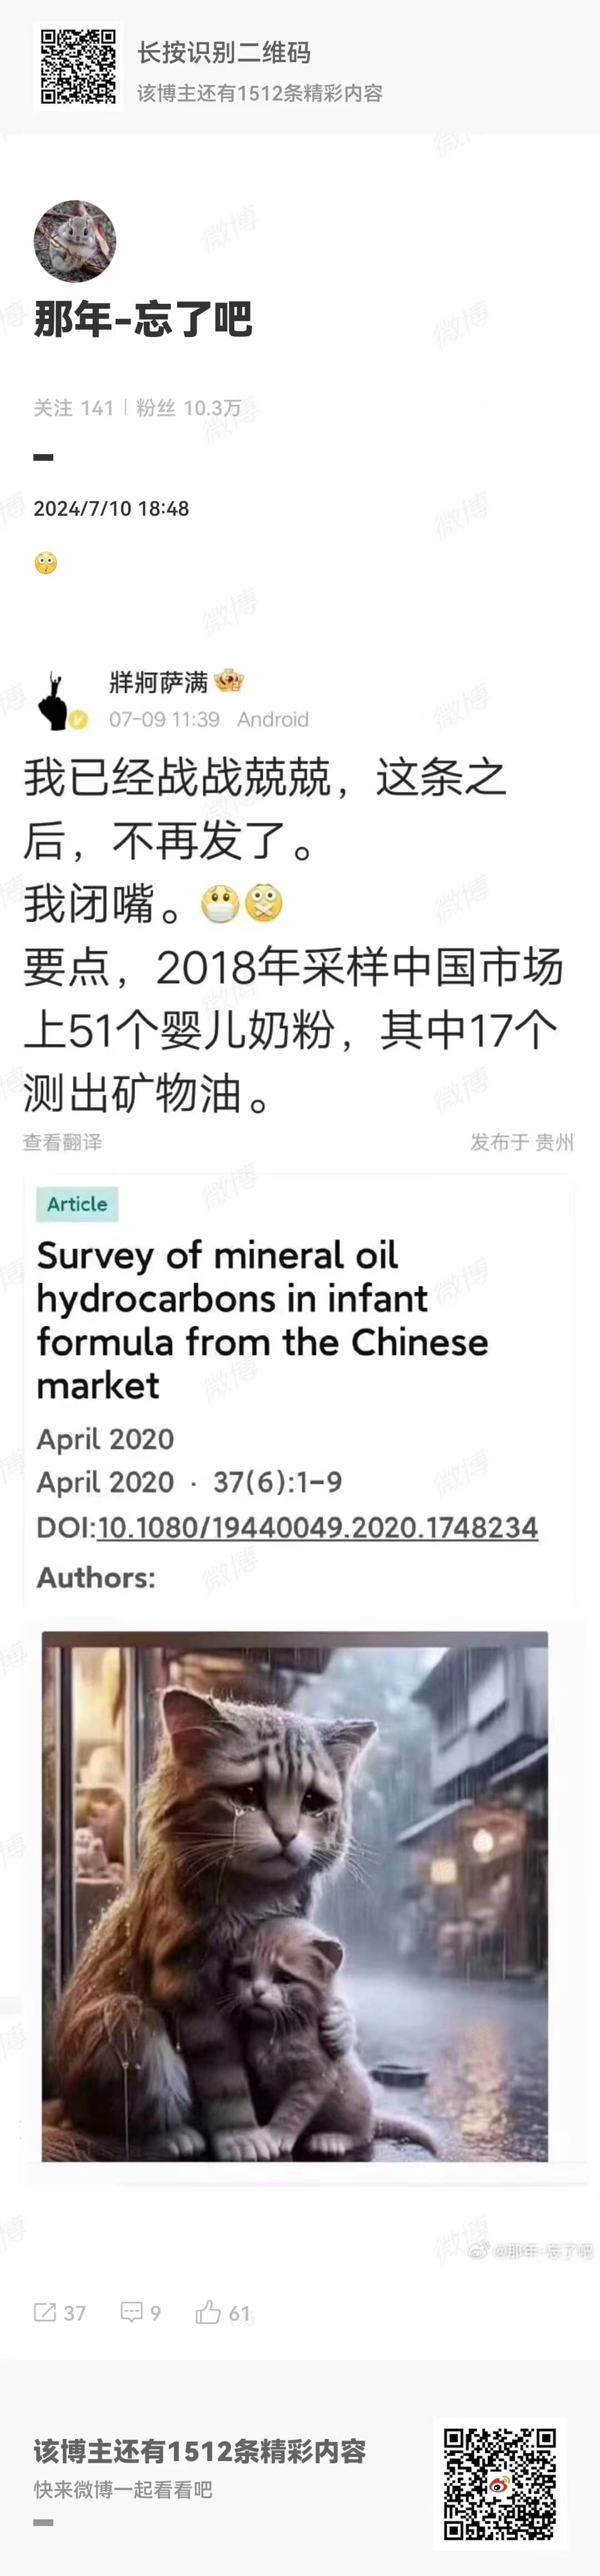 长按识别二维码
该博主还有1512条精彩内容
那年-忘了吧
关注 141 | 粉丝 10.3万
2024/7/10 18:48
牂牁萨满
07-09 11:39 Android
我已经战战兢兢，这条之
后，不再发了。
我闭嘴。
要点，2018年采样中国市场
上51个婴儿奶粉，其中17个
测出矿物油。
查看翻译 发布于 贵州
Article
Survey of mineral oil
hydrocarbons in infant
formula from the Chinese
market
April 2020
April 2020 · 37(6):1-9
DOI:10.1080/19440049.2020.1748234
Authors:
@那年-忘了吧
37 9 61
该博主还有1512条精彩内容
快来微博一起看看吧
微博